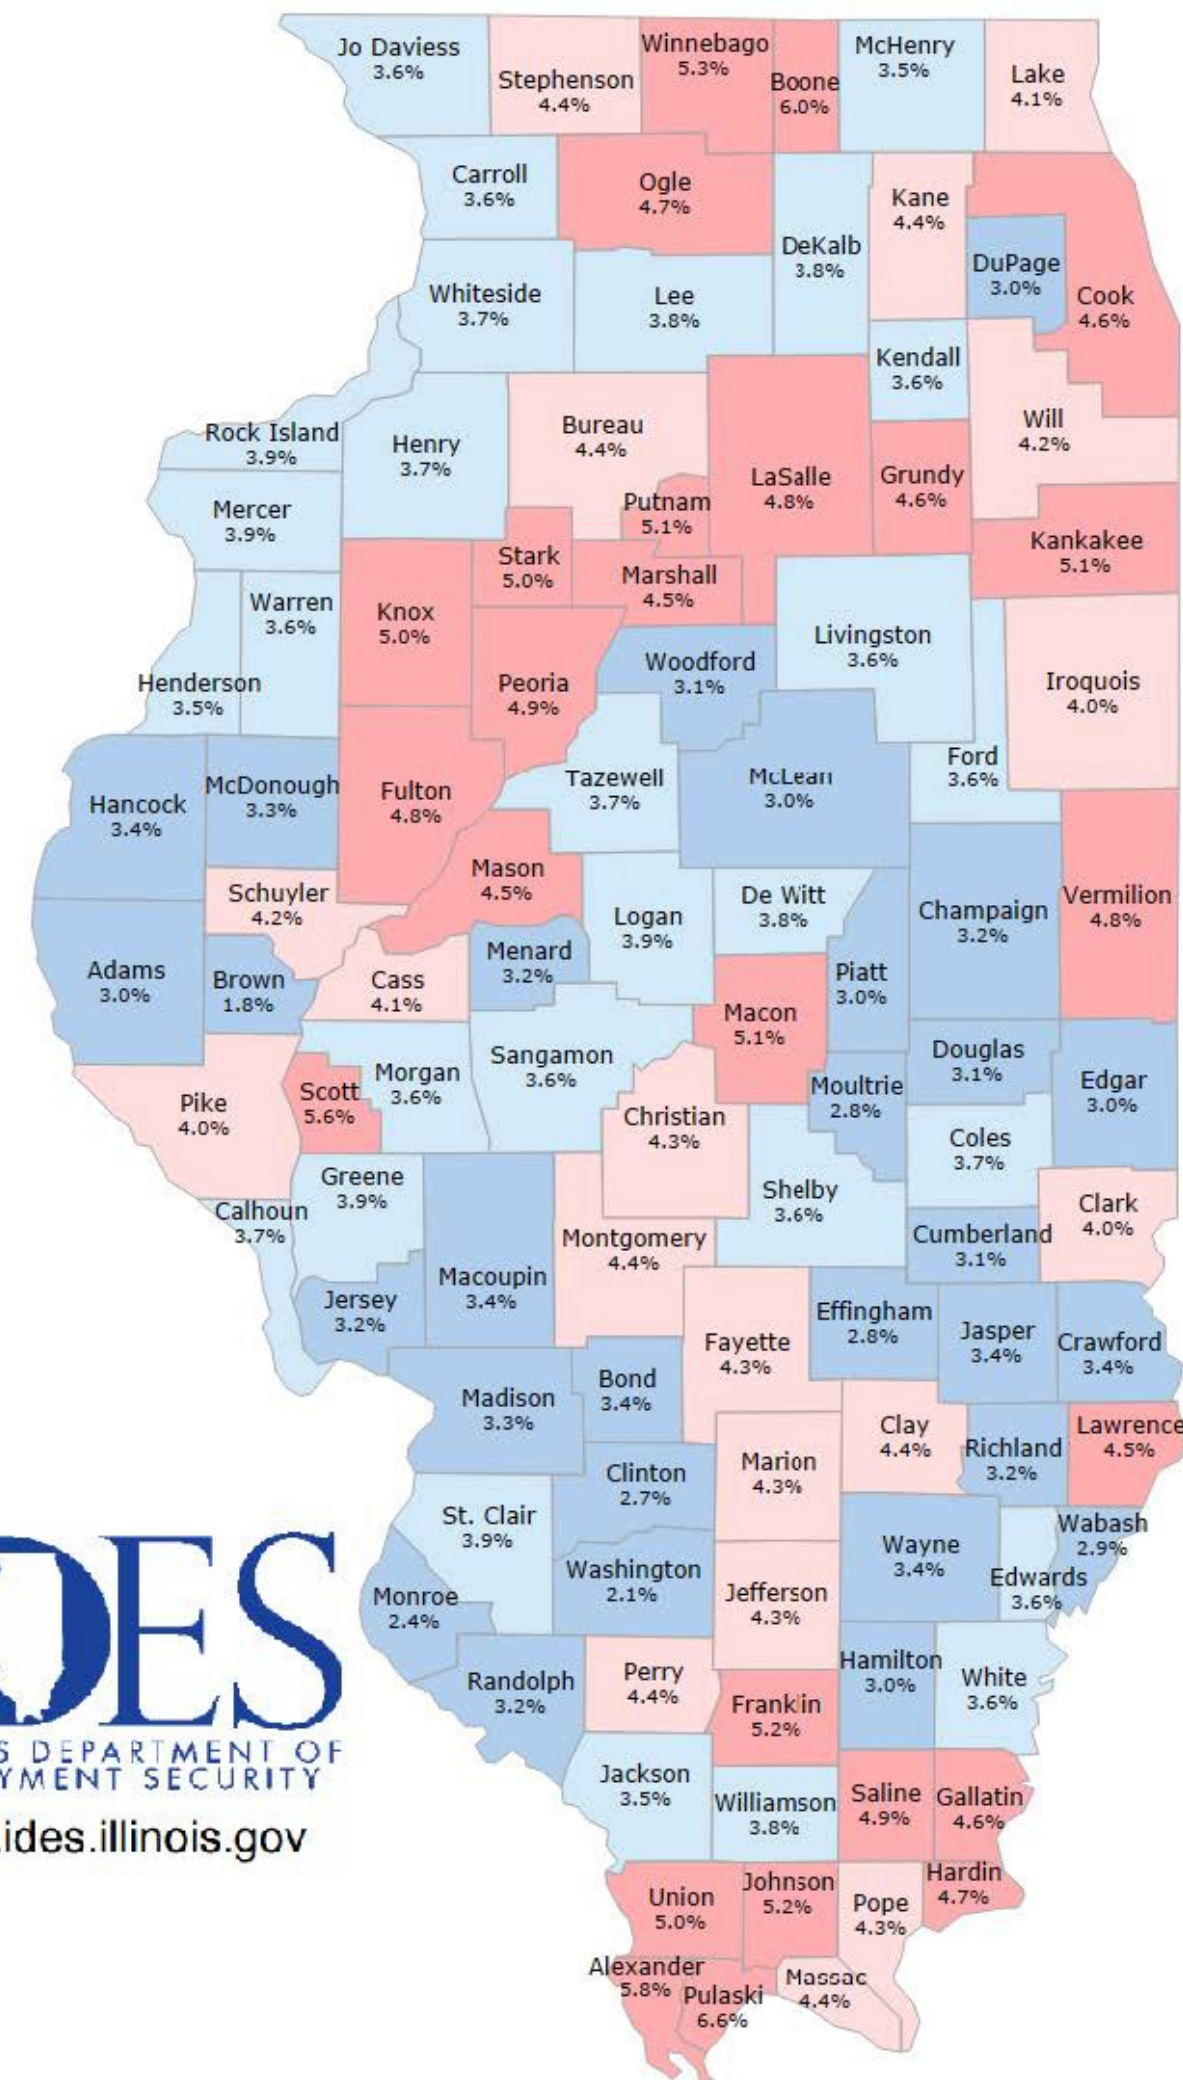 Jo Daviess
3.6%
Stephenson
4.4%
Winnebago
5.3%
Boone
6.0%
McHenry
3.5%
Lake
4.1%
Carroll
3.6%
Ogle
4.7%
DeKalb
3.8%
Kane
4.4%
DuPage
3.0%
Cook
4.6%
Whiteside
3.7%
Lee
3.8%
Kendall
3.6%
Rock Island
3.9%
Henry
3.7%
Bureau
4.4%
Putnam
5.1%
LaSalle
4.8%
Grundy
4.6%
Will
4.2%
Mercer
3.9%
Kankakee
5.1%
Stark
5.0%
Marshall
4.5%
Warren
3.6%
Knox
5.0%
Henderson
3.5%
Peoria
4.9%
Woodford
3.1%
Livingston
3.6%
Iroquois
4.0%
Ford
3.6%
Hancock
3.4%
McDonough
3.3%
Fulton
4.8%
Tazewell
3.7%
McLean
3.0%
Mason
4.5%
Schuyler
4.2%
Logan
3.9%
De Witt
3.8%
Champaign
3.2%
Vermilion
4.8%
Adams
3.0%
Brown
1.8%
Cass
4.1%
Menard
3.2%
Piatt
3.0%
Macon
5.1%
Sangamon
3.6%
Morgan
3.6%
Scott
5.6%
Pike
4.0%
Christian
4.3%
Moultrie
2.8%
Douglas
3.1%
Edgar
3.0%
Coles
3.7%
Greene
3.9%
Calhoun
3.7%
Shelby
3.6%
Clark
4.0%
Cumberland
3.1%
Montgomery
4.4%
Macoupin
3.4%
Jersey
3.2%
Fayette
4.3%
Effingham
2.8%
Jasper
3.4%
Crawford
3.4%
Madison
3.3%
Bond
3.4%
Clay
4.4%
Richland
3.2%
Lawrence
4.5%
Clinton
2.7%
Marion
4.3%
St. Clair
3.9%
Wayne
3.4%
Wabash
2.9%
Edwards
3.6%
Washington
2.1%
Jefferson
4.3%
Monroe
2.4%
Randolph
3.2%
Perry
4.4%
Franklin
5.2%
Hamilton
3.0%
White
3.6%
Jackson
3.5%
Williamson
3.8%
Saline
4.9%
Gallatin
4.6%
Union
5.0%
Johnson
5.2%
Pope
4.3%
Hardin
4.7%
Alexander
5.8%
Pulaski
6.6%
Massac
4.4%
DES
S DEPARTMENT OF
YMENT SECURITY
.ides.illinois.gov